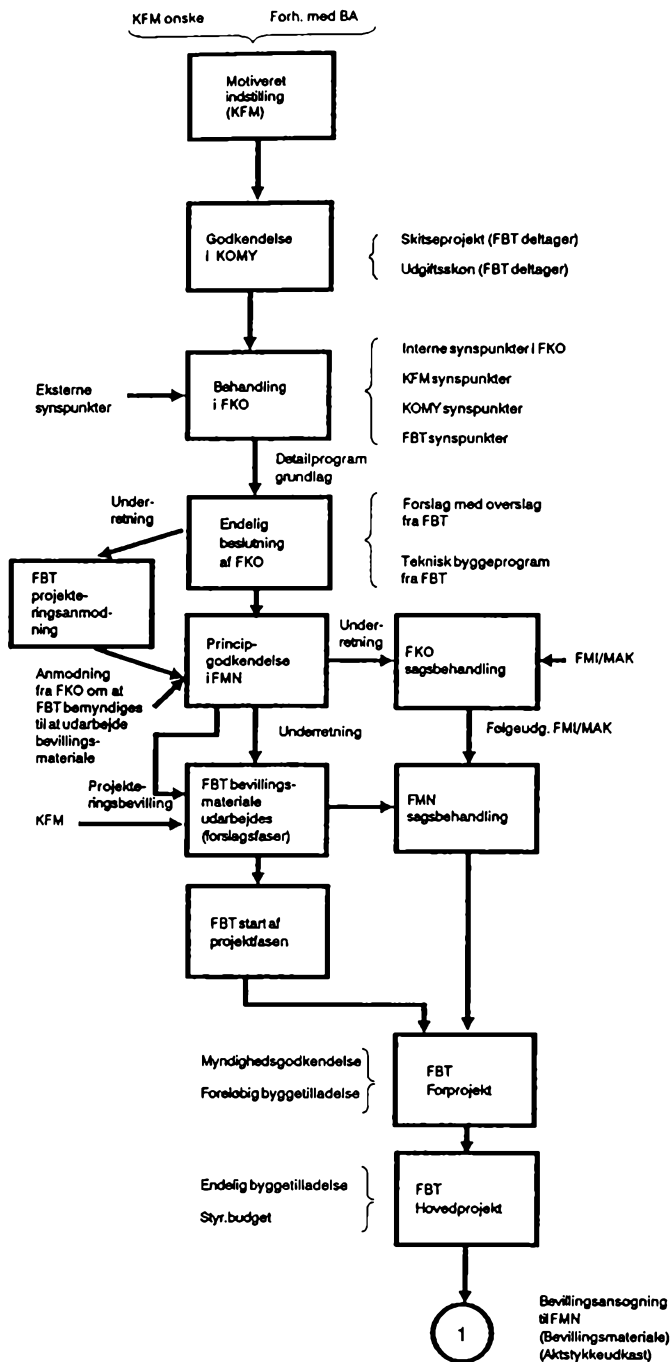 KFM onske
Forh. med BA
Motiveret
indstilling
(KFM)
Godkendelse
i KOMY
Skitseprojekt (FBT deltager)
Udgiftsskon (FBT deltager)
Interne synspunkter i FKO
KFM synspunkter
KOMY synspunkter
FBT synspunkter
Eksterne
synspunkter
Behandling
i FKO
Detailprogram
grundlag
Under-
retning
Endelig
beslutning
af FKO
Forslag med overslag
fra FBT
Teknisk byggeprogram
fra FBT
FBT
projekte-
ringsanmod-
ning
Princip-
godkendelse
i FMN
Under-
retning
FKO
sagsbehandling
FMI/MAK
Anmodning
fra FKO om at
FBT bemyndiges
til at udarbejde
bevillings-
materiale
Underretning
Følgeudg. FMI/MAK
Projekte-
ringsbevilling
KFM
FBT bevillings-
materiale
udarbejdes
(forslagsfaser)
FMN
sagsbehandling
FBT start af
projektfasen
Myndighedsgodkendelse
Foreløbig byggetilladelse
FBT
Forprojekt
Endelig byggetilladelse
Styr.budget
FBT
Hovedprojekt
1
Bevillingsansogning
til FMN
(Bevillingsmateriale)
(Aktstykkeudkast)